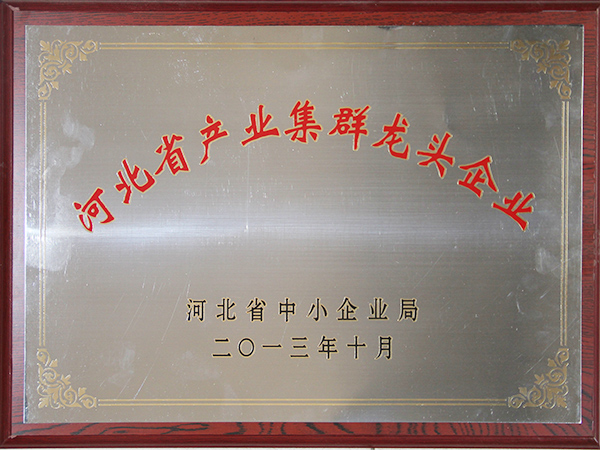 河北省产业集群龙头企业
河北省中小企业局
二〇一三年十月